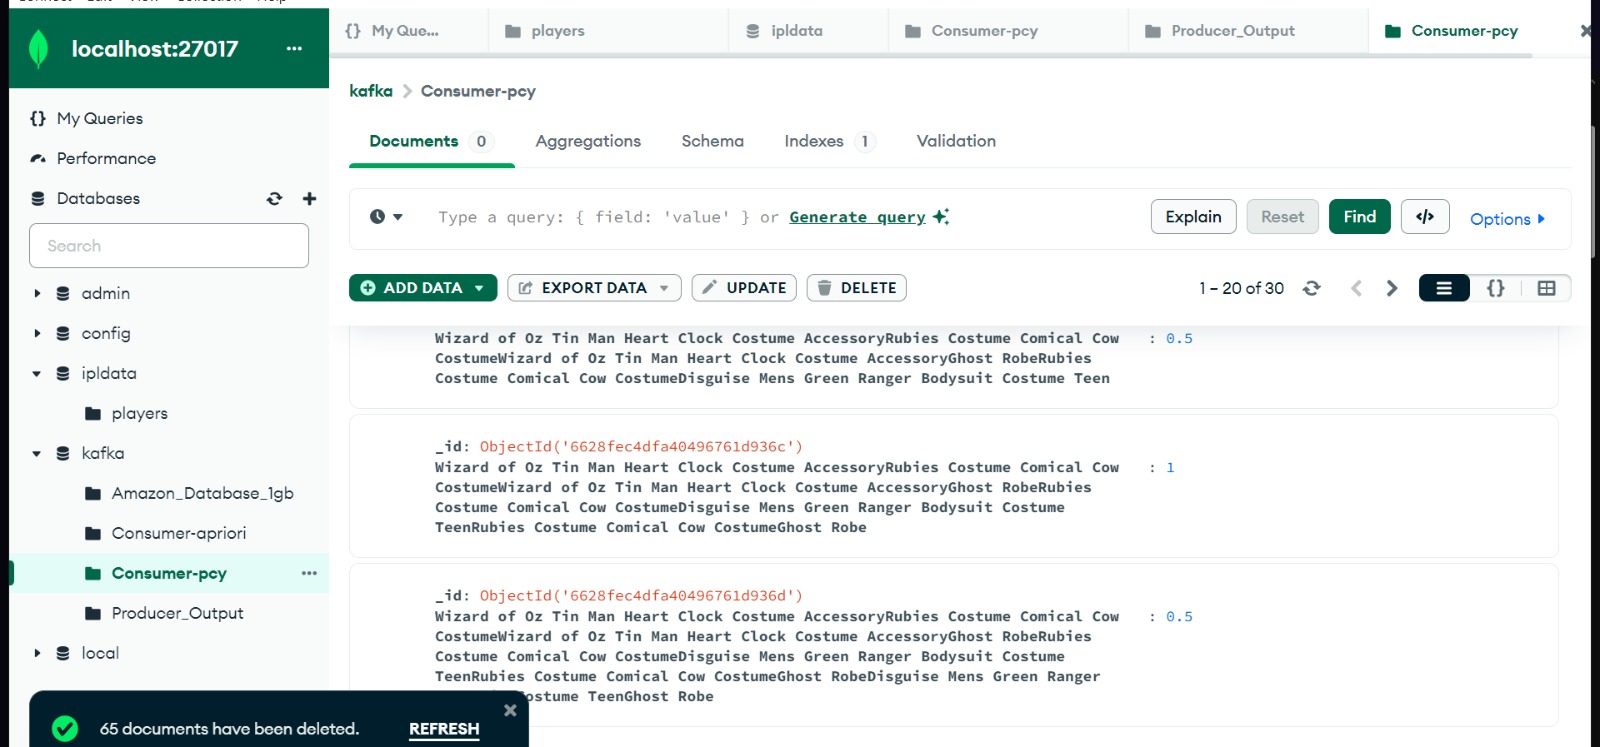 localhost:27017
My Queries
Performance
Databases
Search
admin
config
ipldata
players
kafka
Amazon_Database_1gb
Consumer-apriori
Consumer-pcy
Producer_Output
local
{} My Que...
players
ipldata
Consumer-pcy
Producer_Output
Consumer-pcy
kafka > Consumer-pcy
Documents 0 Aggregations Schema Indexes 1 Validation
Type a query: { field: 'value' } or Generate query
Explain Reset Find </> Options
ADD DATA EXPORT DATA UPDATE DELETE
1 – 20 of 30
Wizard of Oz Tin Man Heart Clock Costume AccessoryRubies Costume Comical Cow : 0.5
CostumeWizard of Oz Tin Man Heart Clock Costume AccessoryGhost RobeRubies
Costume Comical Cow CostumeDisguise Mens Green Ranger Bodysuit Costume Teen
_id: ObjectId('6628fec4dfa40496761d936c')
Wizard of Oz Tin Man Heart Clock Costume AccessoryRubies Costume Comical Cow : 1
CostumeWizard of Oz Tin Man Heart Clock Costume AccessoryGhost RobeRubies
Costume Comical Cow CostumeDisguise Mens Green Ranger Bodysuit Costume
TeenRubies Costume Comical Cow CostumeGhost Robe
_id: ObjectId('6628fec4dfa40496761d936d')
Wizard of Oz Tin Man Heart Clock Costume AccessoryRubies Costume Comical Cow : 0.5
CostumeWizard of Oz Tin Man Heart Clock Costume AccessoryGhost RobeRubies
Costume Comical Cow CostumeDisguise Mens Green Ranger Bodysuit Costume
TeenRubies Costume Comical Cow CostumeGhost RobeDisguise Mens Green Ranger
ostume TeenGhost Robe
65 documents have been deleted. REFRESH